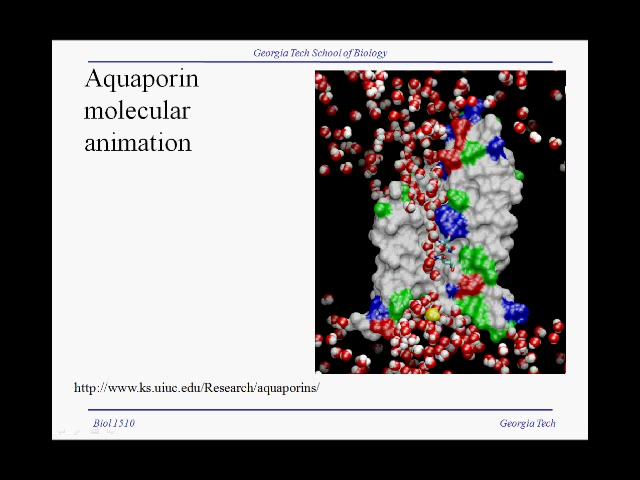 Georgia Tech School of Biology
Aquaporin
molecular
animation
http://www.ks.uiuc.edu/Research/aquaporins/
Biol 1510
Georgia Tech